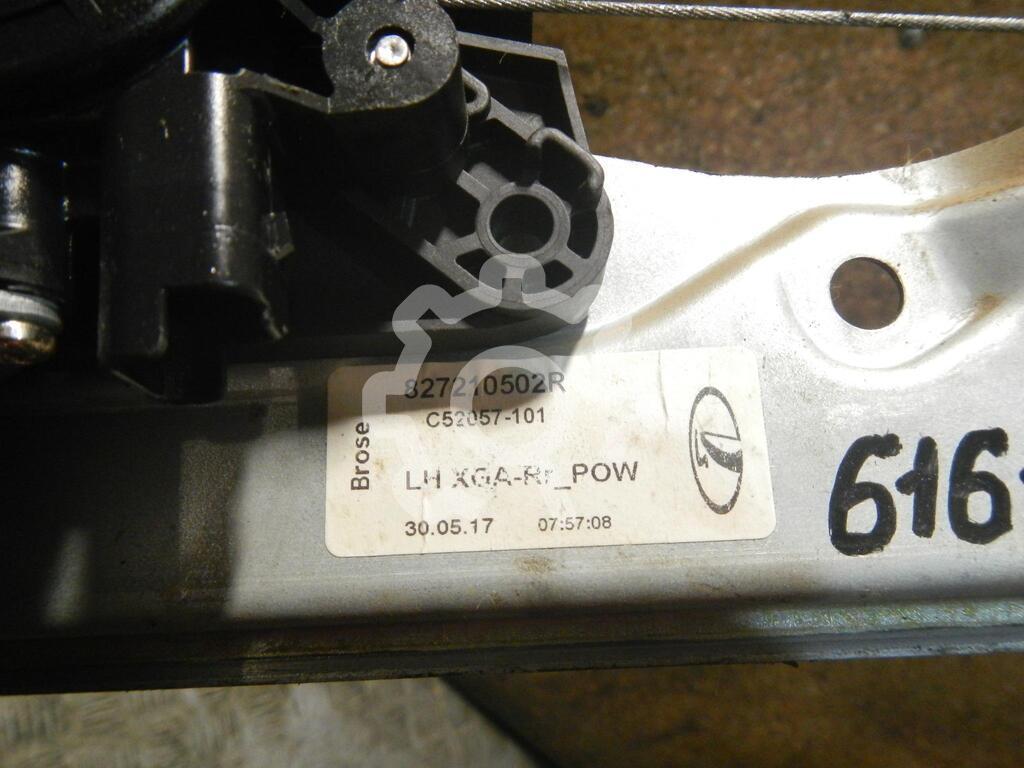 827210502R
C52057-101
Brose
LH XGA-Rr_POW
30.05.17 07:57:08
616